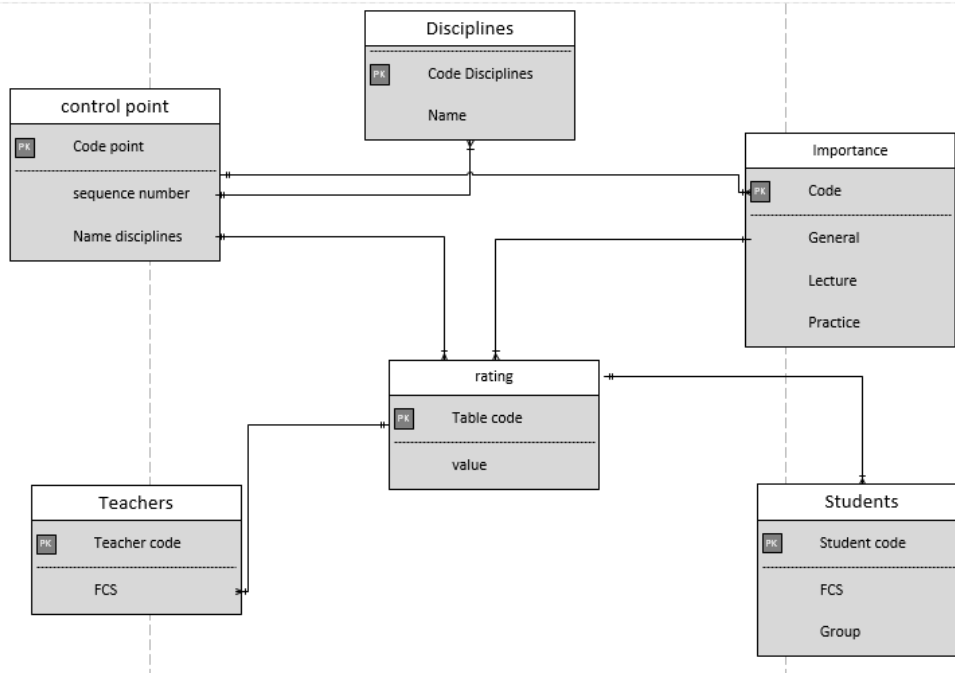 Disciplines
PK Code Disciplines
Name
control point
PK Code point
sequence number
Name disciplines
Importance
PK Code
General
Lecture
Practice
rating
PK Table code
value
Teachers
PK Teacher code
FCS
Students
PK Student code
FCS
Group